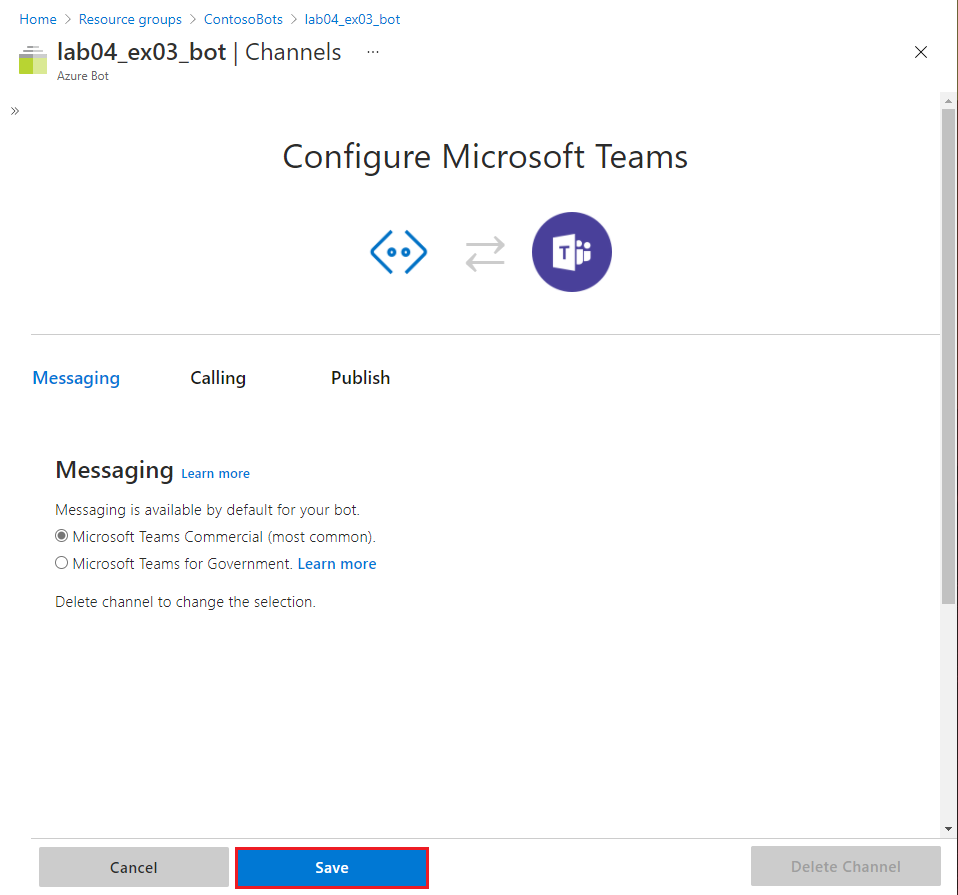 Home > Resource groups > ContosoBots > lab04_ex03_bot
lab04_ex03_bot | Channels ...
Azure Bot
Configure Microsoft Teams
T
Messaging Calling Publish
Messaging Learn more
Messaging is available by default for your bot.
Microsoft Teams Commercial (most common).
Microsoft Teams for Government. Learn more
Delete channel to change the selection.
Cancel Save Delete Channel